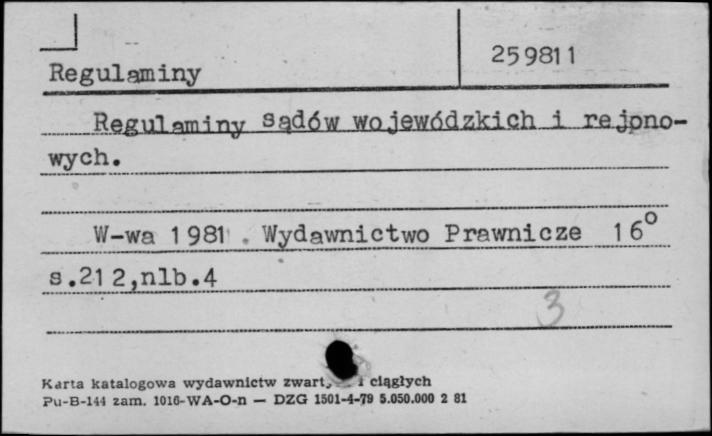 259811
Regulaminy
Regulaminy sądów wojewódzkich i rejono-
wych.
W-wa 1981 . Wydawnictwo Prawnicze 16°
s.212,nlb.4
3
Karta katalogowa wydawnictw zwart i ciągłych
Pu-B-144 zam. 1016-WA-O-n — DZG 1501-4-79 5.050.000 2 81